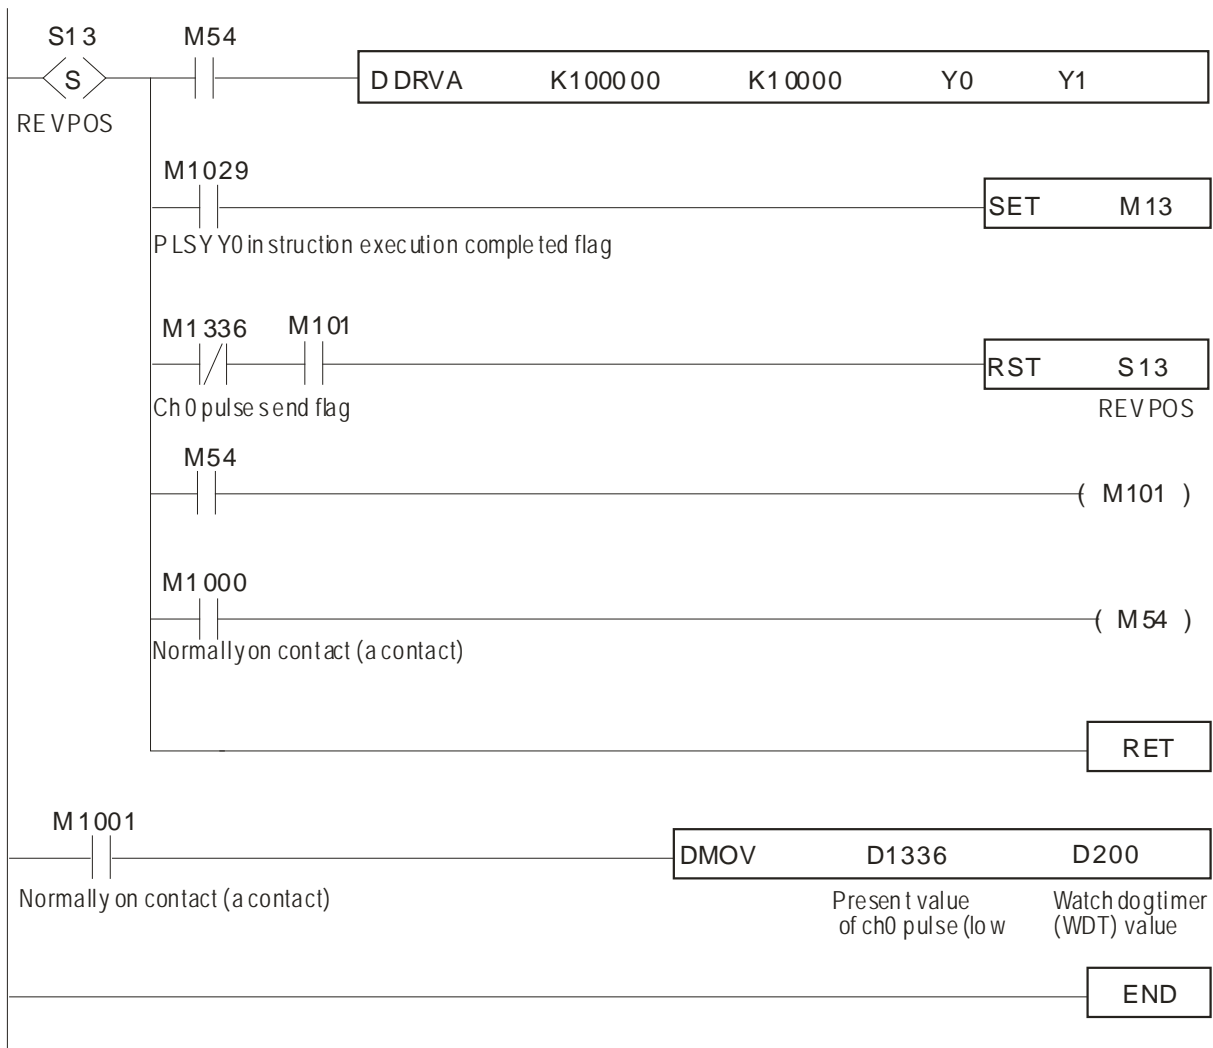 S13 M54
S
DDRVA K100000 K10000 Y0 Y1
REVPOS
M1029
SET M13
PLSY Y0 instruction execution completed flag
M1336 M101
RST S13
Ch0 pulse send flag REVPOS
M54
( M101 )
M1000
( M54 )
Normally on contact (a contact)
RET
M1001
DMOV D1336 D200
Normally on contact (a contact) Present value Watch dog timer
of ch0 pulse (low (WDT) value
END